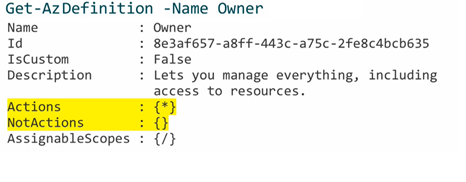 Get-AzDefinition -Name Owner
Name : Owner
Id : 8e3af657-a8ff-443c-a75c-2fe8c4bcb635
IsCustom : False
Description : Lets you manage everything, including
access to resources.
Actions : {*}
NotActions : {}
AssignableScopes : {/}